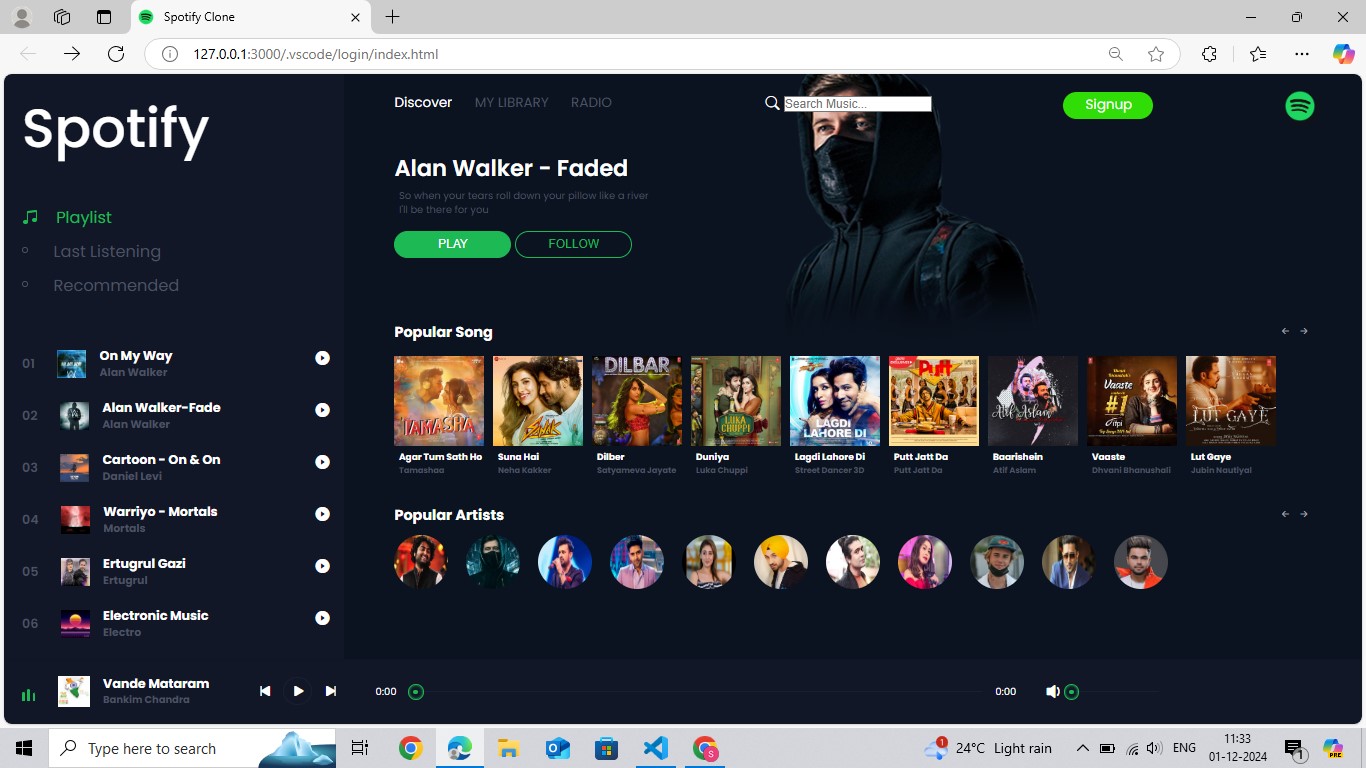 Spotify Clone
127.0.0.1:3000/.vscode/login/index.html
Spotify
Discover MY LIBRARY RADIO
Search Music...
Signup
Alan Walker - Faded
So when your tears roll down your pillow like a river
I'll be there for you
PLAY FOLLOW
Playlist
Last Listening
Recommended
01 On My Way
Alan Walker
02 Alan Walker-Fade
Alan Walker
03 Cartoon - On & On
Daniel Levi
04 Warriyo - Mortals
Mortals
05 Ertugrul Gazi
Ertugrul
06 Electronic Music
Electro
Popular Song
TAMASHA
DILBAR
LUKA CHUPPI
LAGDI LAHORE DI
Putt
Atif Aslam
Vaaste
#1
LUT GAYE
Agar Tum Sath Ho Suna Hai Dilber Duniya Lagdi Lahore Di Putt Jatt Da Baarishein Vaaste Lut Gaye
Tamashaa Neha Kakker Satyameva Jayate Luka Chuppi Street Dancer 3D Putt Jatt Da Atif Aslam Dhvani Bhanushali Jubin Nautiyal
Popular Artists
Vande Mataram
Bankim Chandra
0:00 0:00
Type here to search
24°C Light rain
ENG
11:33
01-12-2024
1
1
S
PRE